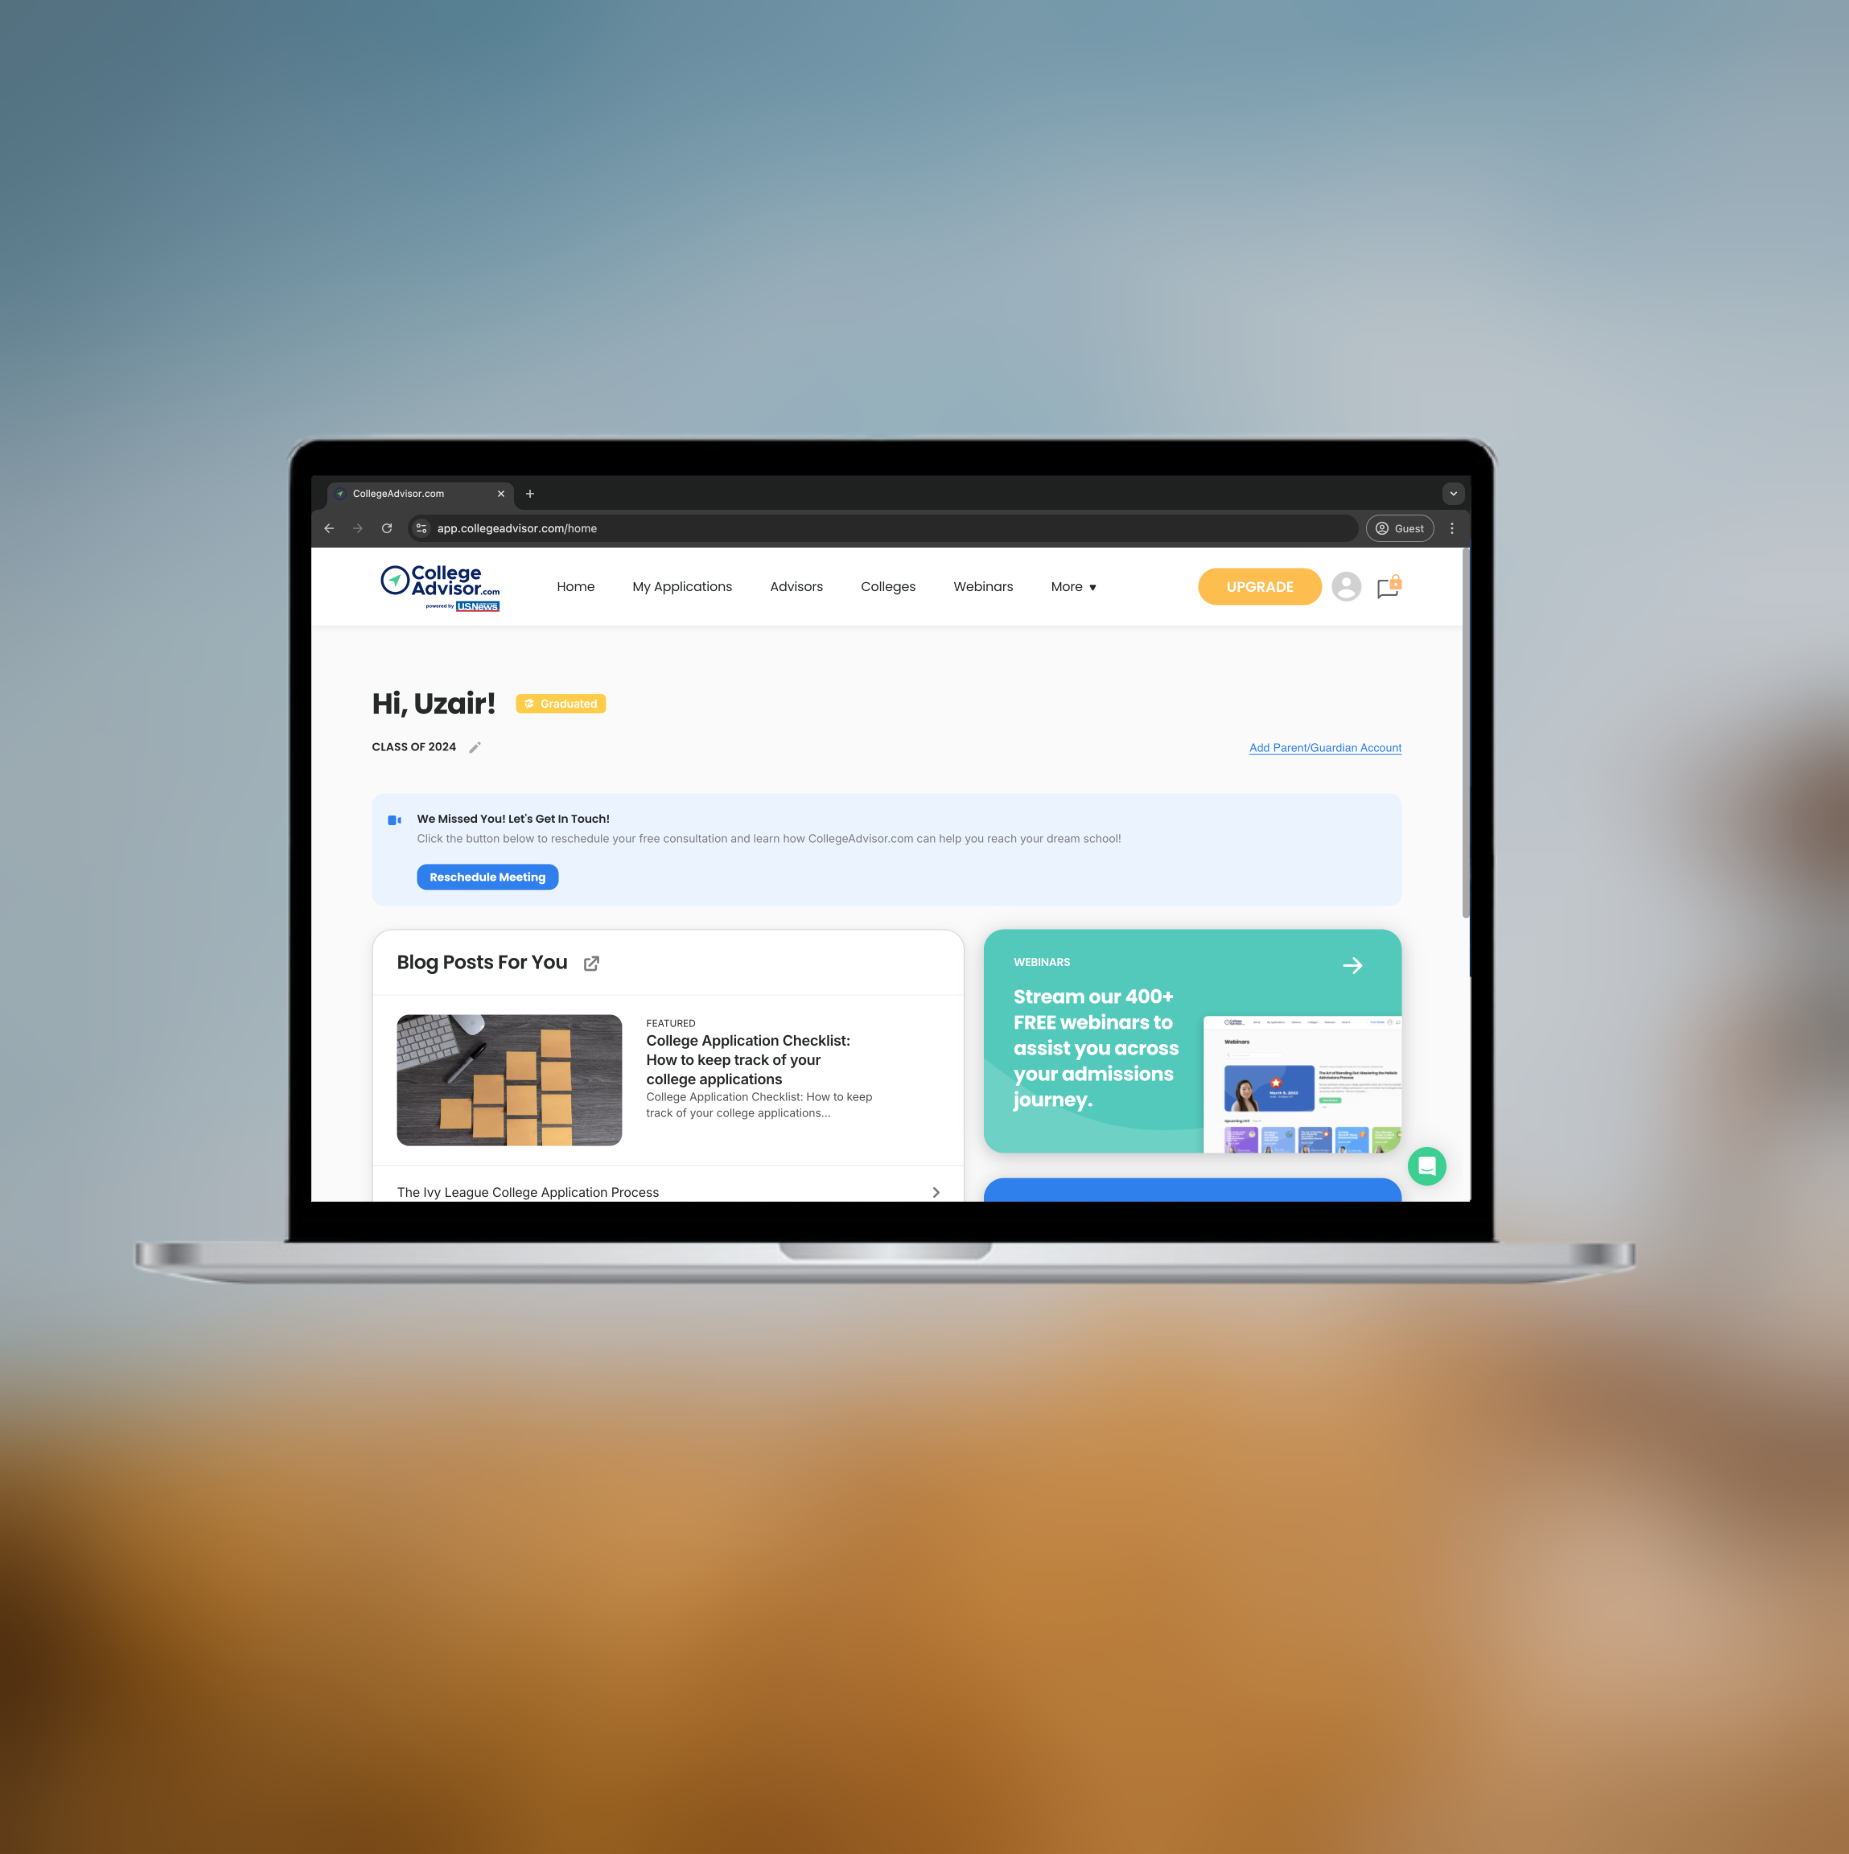 CollegeAdvisor.com
app.collegeadvisor.com/home
Guest
College
Advisor.com
powered by U.S.News
Home
My Applications
Advisors
Colleges
Webinars
More
UPGRADE
Hi, Uzair!
Graduated
CLASS OF 2024
Add Parent/Guardian Account
We Missed You! Let's Get In Touch!
Click the button below to reschedule your free consultation and learn how CollegeAdvisor.com can help you reach your dream school!
Reschedule Meeting
Blog Posts For You
FEATURED
College Application Checklist:
How to keep track of your
college applications
College Application Checklist: How to keep
track of your college applications...
The Ivy League College Application Process
WEBINARS
Stream our 400+
FREE webinars to
assist you across
your admissions
journey.
Webinars